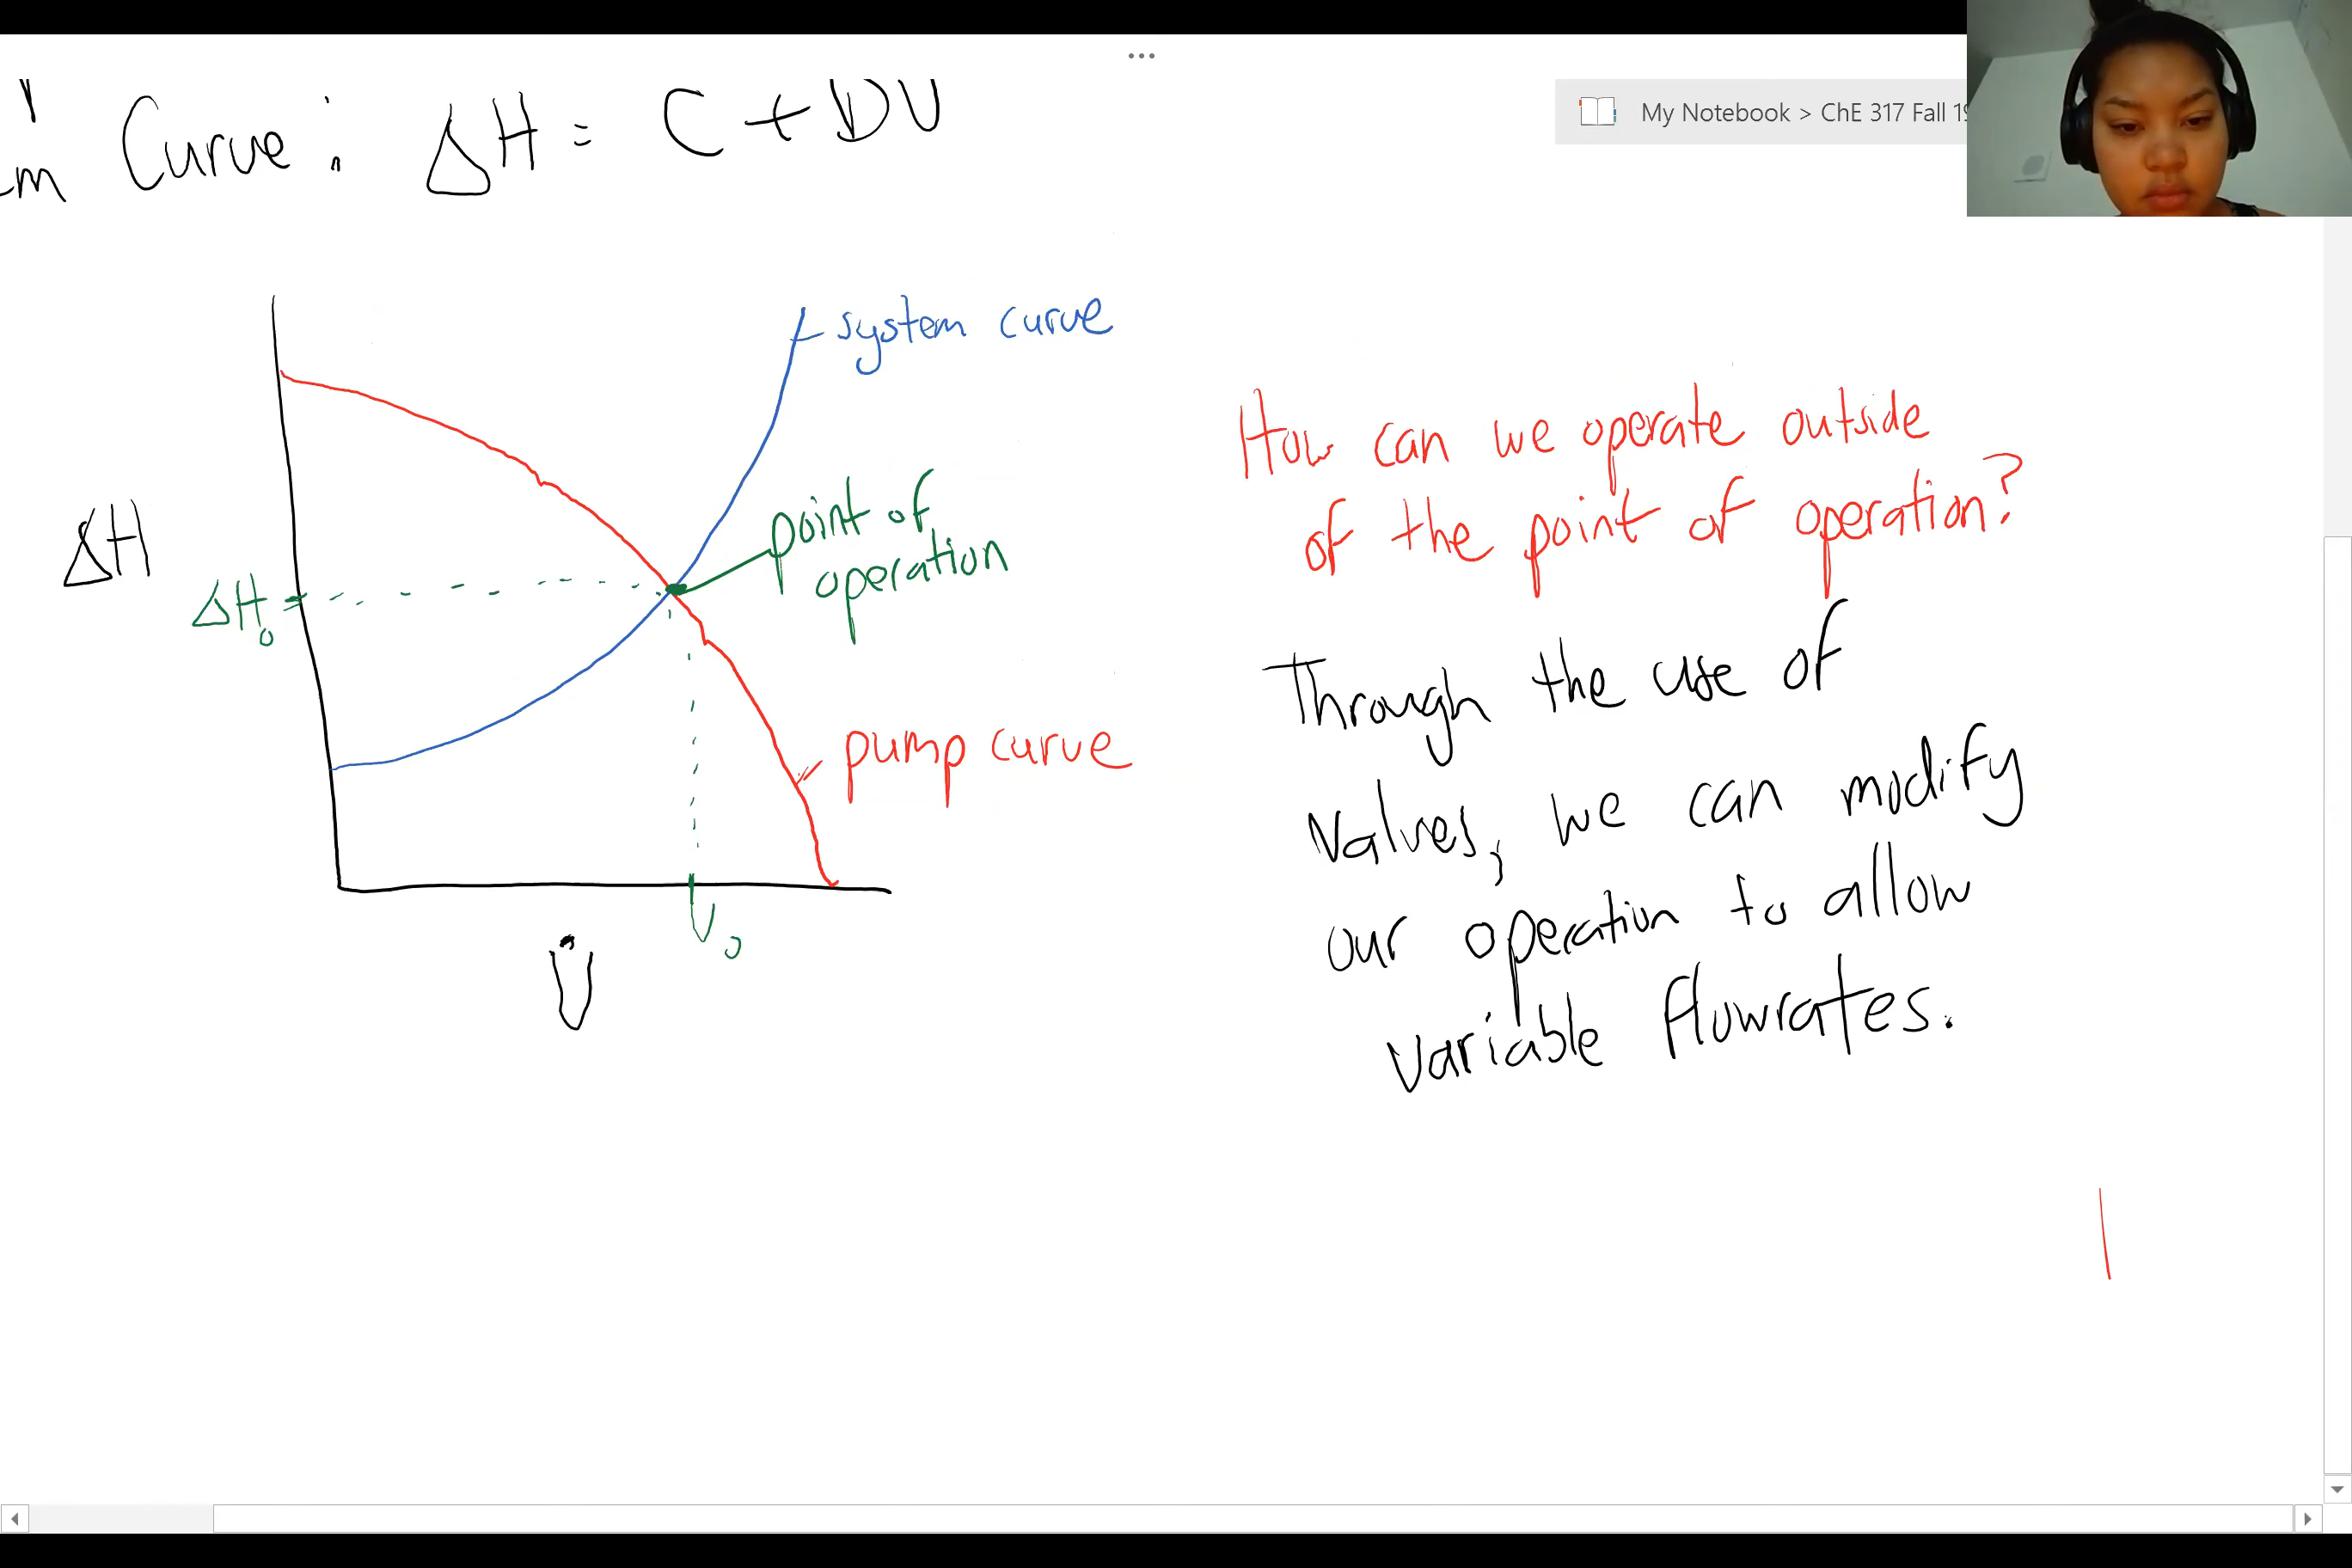 Curve: ΔH = C + DV
My Notebook > ChE 317 Fall 19
system curve
How can we operate outside
of the point of operation?
point of
operation
ΔH
ΔH₀
Through the use of
Valves, we can modify
our operation to allow
variable flowrates.
pump curve
V₀
V̇